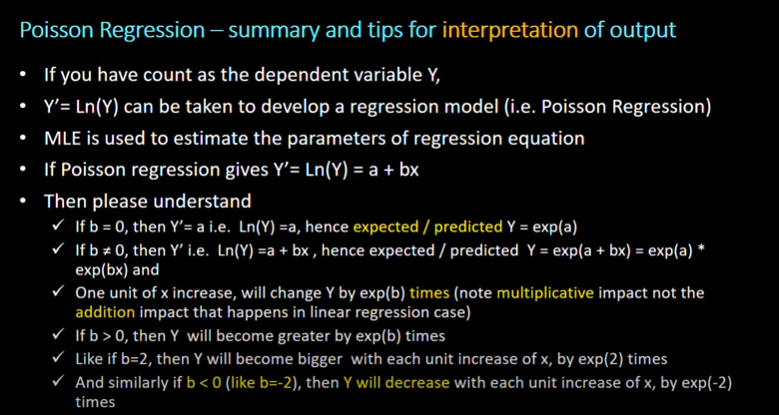 Poisson Regression – summary and tips for interpretation of output
• If you have count as the dependent variable Y,
• Y’= Ln(Y) can be taken to develop a regression model (i.e. Poisson Regression)
• MLE is used to estimate the parameters of regression equation
• If Poisson regression gives Y’= Ln(Y) = a + bx
• Then please understand
✓ If b = 0, then Y’= a i.e. Ln(Y) =a, hence expected / predicted Y = exp(a)
✓ If b ≠ 0, then Y’ i.e. Ln(Y) =a + bx , hence expected / predicted Y = exp(a + bx) = exp(a) *
exp(bx) and
✓ One unit of x increase, will change Y by exp(b) times (note multiplicative impact not the
addition impact that happens in linear regression case)
✓ If b > 0, then Y will become greater by exp(b) times
✓ Like if b=2, then Y will become bigger with each unit increase of x, by exp(2) times
✓ And similarly if b < 0 (like b=-2), then Y will decrease with each unit increase of x, by exp(-2)
times